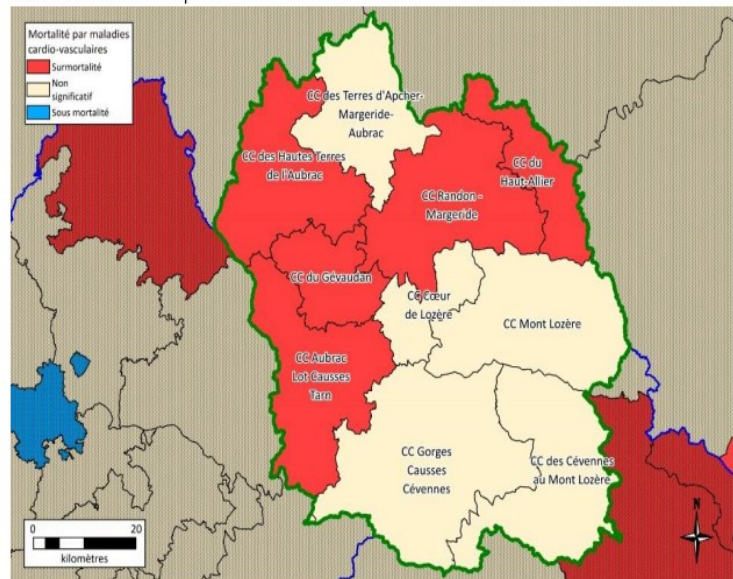 Mortalité par maladies
cardio-vasculaires
Surmortalité
Non
significatif
Sous mortalité
CC des Terres d'Apcher-
Margeride-
Aubrac
CC des Hautes Terres
de l'Aubrac
CC du
Haut-Allier
CC Randon -
Margeride
CC du Gévaudan
CC Cœur
de Lozère
CC Mont Lozère
CC Aubrac
Lot Causses
Tarn
CC Gorges
Causses
Cévennes
CC des Cévennes
au Mont Lozère
0 20
kilomètres
N